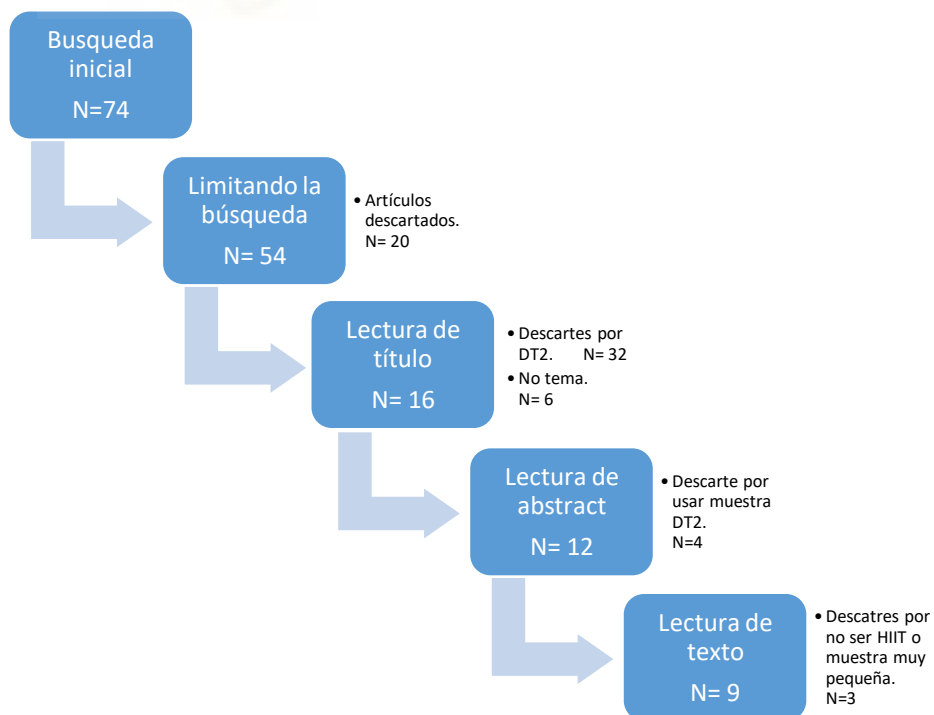 Busqueda
inicial
N=74
Limitando la
búsqueda
N= 54
• Artículos
descartados.
N= 20
Lectura de
título
N= 16
• Descartes por
DT2. N= 32
• No tema.
N= 6
Lectura de
abstract
N= 12
• Descarte por
usar muestra
DT2.
N=4
Lectura de
texto
N= 9
• Descatres por
no ser HIIT o
muestra muy
pequeña.
N=3